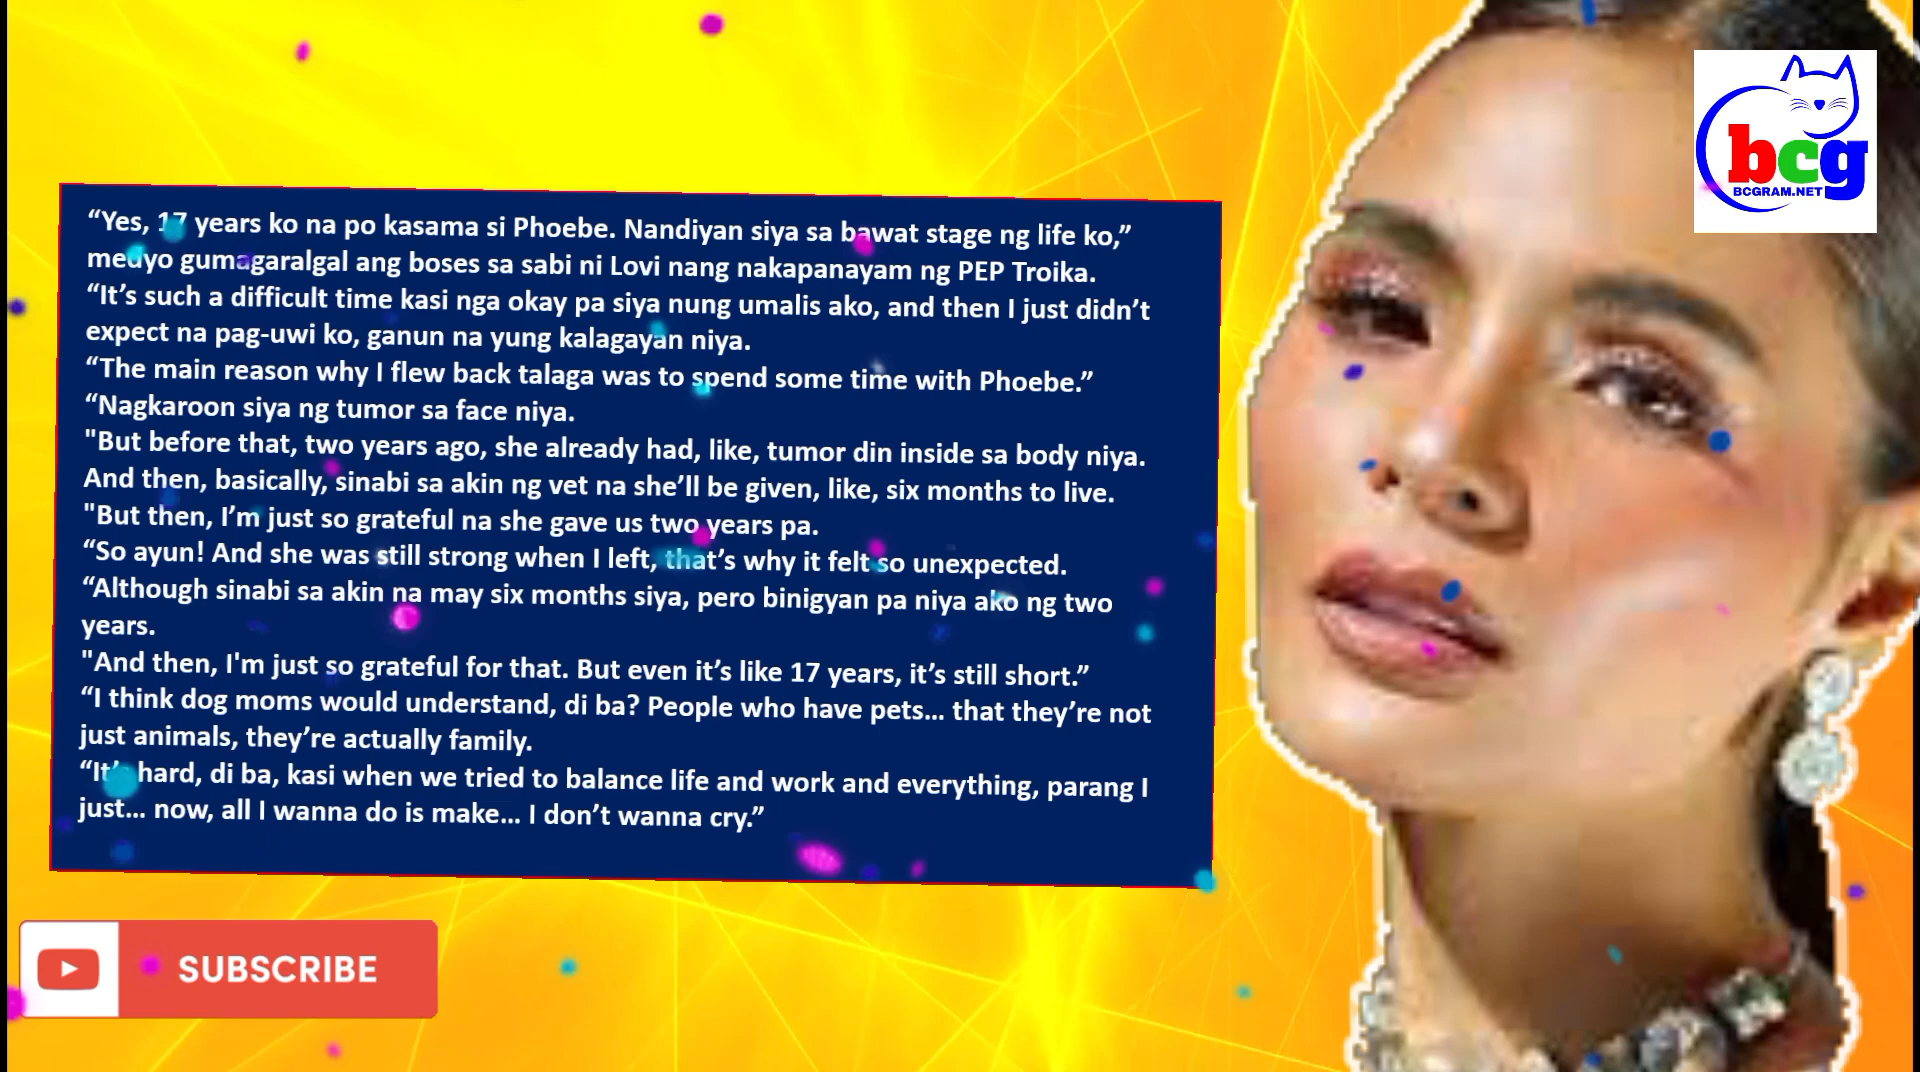 “Yes, 17 years ko na po kasama si Phoebe. Nandiyan siya sa bawat stage ng life ko,”
medyo gumagaralgal ang boses sa sabi ni Lovi nang nakapanayam ng PEP Troika.
“It’s such a difficult time kasi nga okay pa siya nung umalis ako, and then I just didn’t
expect na pag-uwi ko, ganun na yung kalagayan niya.
“The main reason why I flew back talaga was to spend some time with Phoebe.”
“Nagkaroon siya ng tumor sa face niya.
"But before that, two years ago, she already had, like, tumor din inside sa body niya.
And then, basically, sinabi sa akin ng vet na she’ll be given, like, six months to live.
"But then, I’m just so grateful na she gave us two years pa.
“So ayun! And she was still strong when I left, that’s why it felt so unexpected.
“Although sinabi sa akin na may six months siya, pero binigyan pa niya ako ng two
years.
"And then, I'm just so grateful for that. But even it’s like 17 years, it’s still short.”
“I think dog moms would understand, di ba? People who have pets… that they’re not
just animals, they’re actually family.
“It’s hard, di ba, kasi when we tried to balance life and work and everything, parang I
just… now, all I wanna do is make… I don’t wanna cry.”
SUBSCRIBE
bcg
BCGRAM.NET